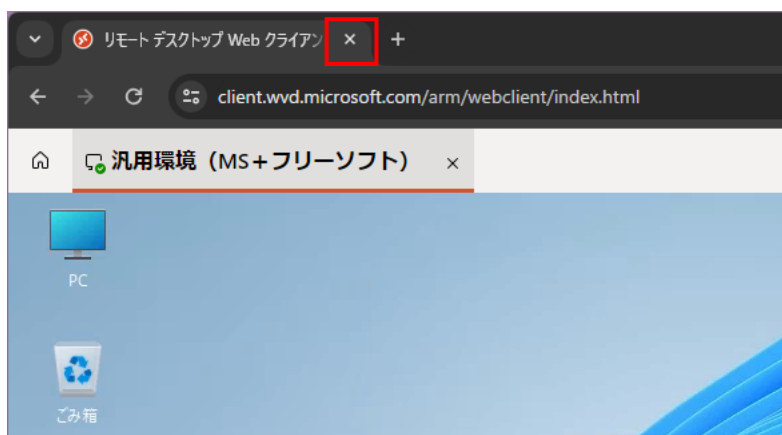 リモート デスクトップ Web クライアン
client.wvd.microsoft.com/arm/webclient/index.html
汎用環境（MS+フリーソフト）
PC
ごみ箱